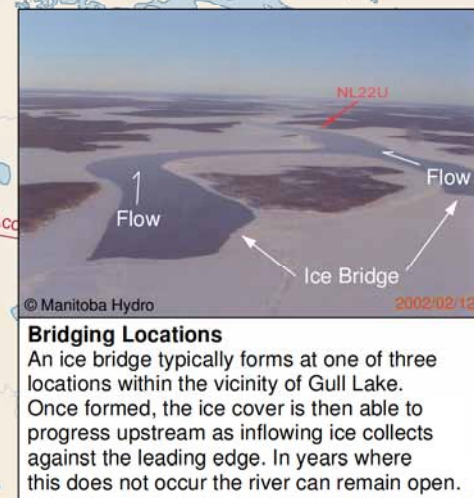 NL22U
Flow
Flow
Ice Bridge
© Manitoba Hydro
2002/02/12
Bridging Locations
An ice bridge typically forms at one of three
locations within the vicinity of Gull Lake.
Once formed, the ice cover is then able to
progress upstream as inflowing ice collects
against the leading edge. In years where
this does not occur the river can remain open.